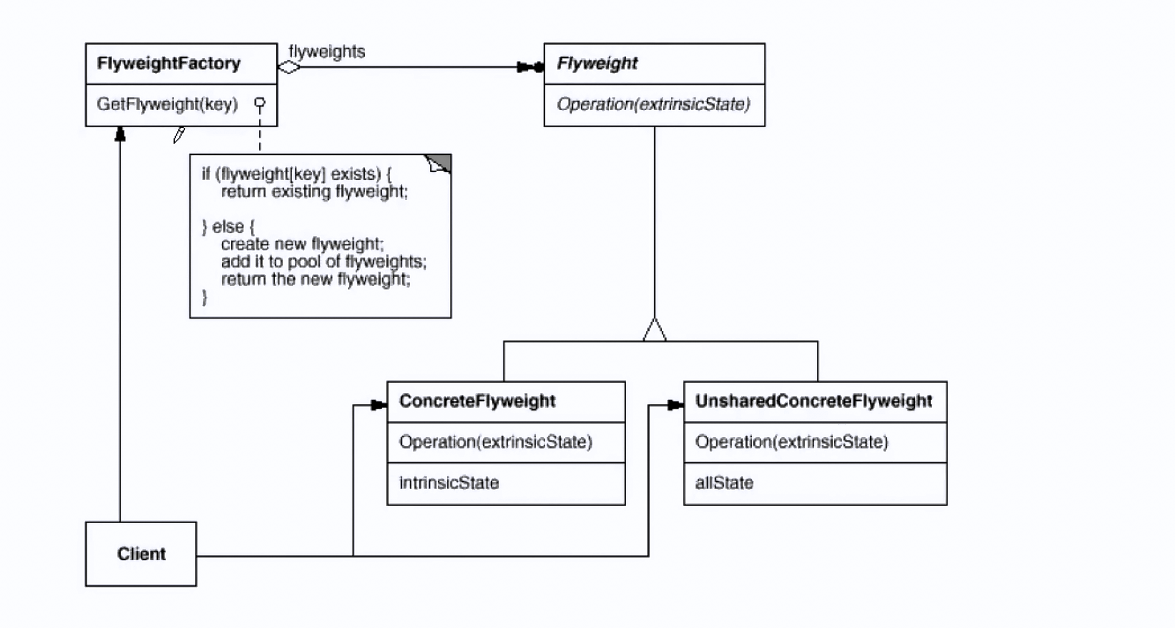 flyweights
FlyweightFactory
Flyweight
GetFlyweight(key)
Operation(extrinsicState)
if (flyweight[key] exists) {
return existing flyweight;
} else {
create new flyweight;
add it to pool of flyweights;
return the new flyweight;
}
ConcreteFlyweight
Operation(extrinsicState)
intrinsicState
UnsharedConcreteFlyweight
Operation(extrinsicState)
allState
Client